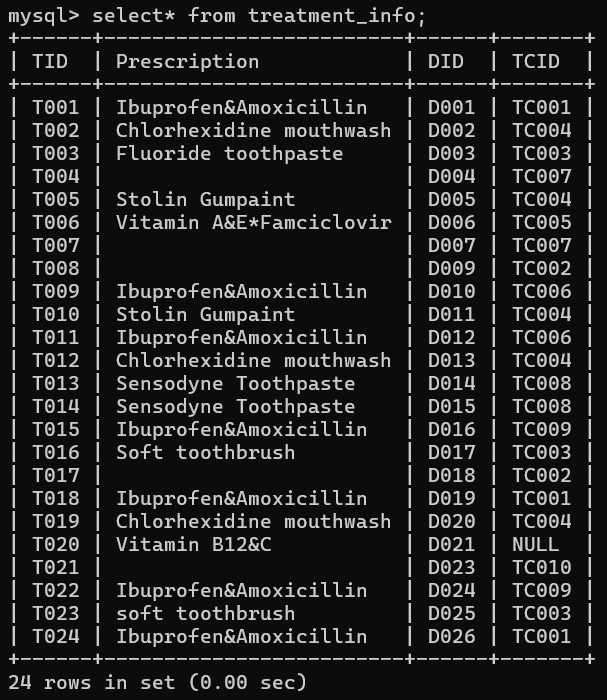 mysql> select* from treatment_info;
+------+--------------------------+------+-------+
| TID  | Prescription             | DID  | TCID  |
+------+--------------------------+------+-------+
| T001 | Ibuprofen&Amoxicillin    | D001 | TC001 |
| T002 | Chlorhexidine mouthwash  | D002 | TC004 |
| T003 | Fluoride toothpaste      | D003 | TC003 |
| T004 |                          | D004 | TC007 |
| T005 | Stolin Gumpaint          | D005 | TC004 |
| T006 | Vitamin A&E*Famciclovir  | D006 | TC005 |
| T007 |                          | D007 | TC007 |
| T008 |                          | D009 | TC002 |
| T009 | Ibuprofen&Amoxicillin    | D010 | TC006 |
| T010 | Stolin Gumpaint          | D011 | TC004 |
| T011 | Ibuprofen&Amoxicillin    | D012 | TC006 |
| T012 | Chlorhexidine mouthwash  | D013 | TC004 |
| T013 | Sensodyne Toothpaste     | D014 | TC008 |
| T014 | Sensodyne Toothpaste     | D015 | TC008 |
| T015 | Ibuprofen&Amoxicillin    | D016 | TC009 |
| T016 | Soft toothbrush          | D017 | TC003 |
| T017 |                          | D018 | TC002 |
| T018 | Ibuprofen&Amoxicillin    | D019 | TC001 |
| T019 | Chlorhexidine mouthwash  | D020 | TC004 |
| T020 | Vitamin B12&C            | D021 | NULL  |
| T021 |                          | D023 | TC010 |
| T022 | Ibuprofen&Amoxicillin    | D024 | TC009 |
| T023 | soft toothbrush          | D025 | TC003 |
| T024 | Ibuprofen&Amoxicillin    | D026 | TC001 |
+------+--------------------------+------+-------+
24 rows in set (0.00 sec)